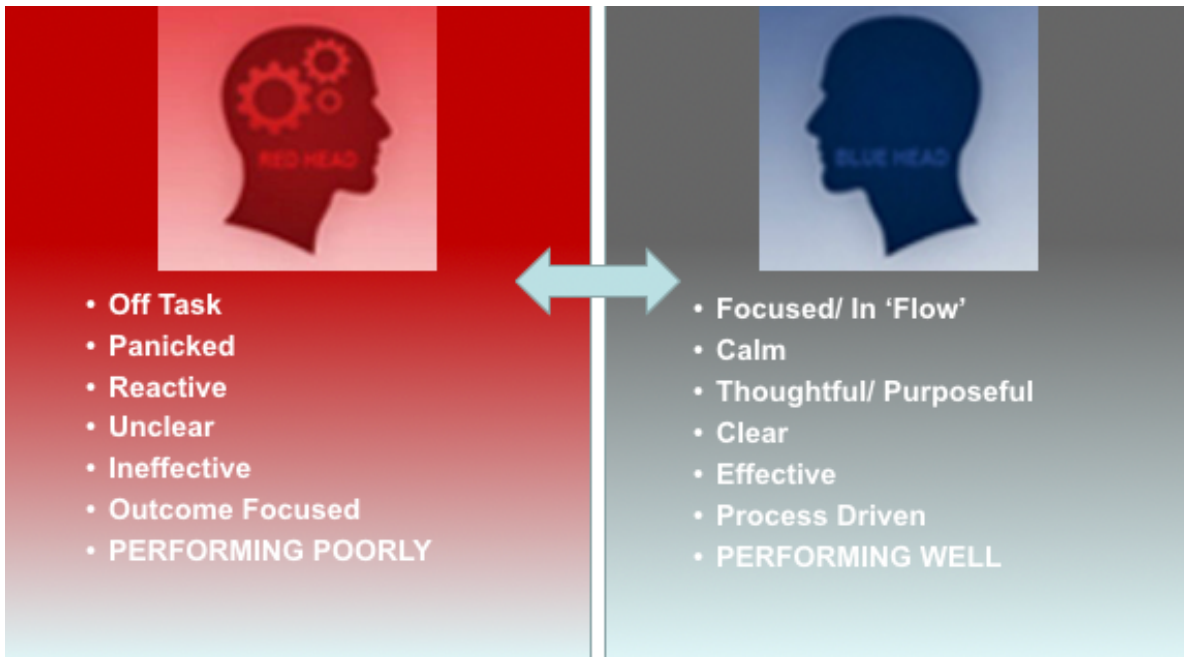 RED HEAD
• Off Task
• Panicked
• Reactive
• Unclear
• Ineffective
• Outcome Focused
• PERFORMING POORLY
BLUE HEAD
• Focused/ In ‘Flow’
• Calm
• Thoughtful/ Purposeful
• Clear
• Effective
• Process Driven
• PERFORMING WELL